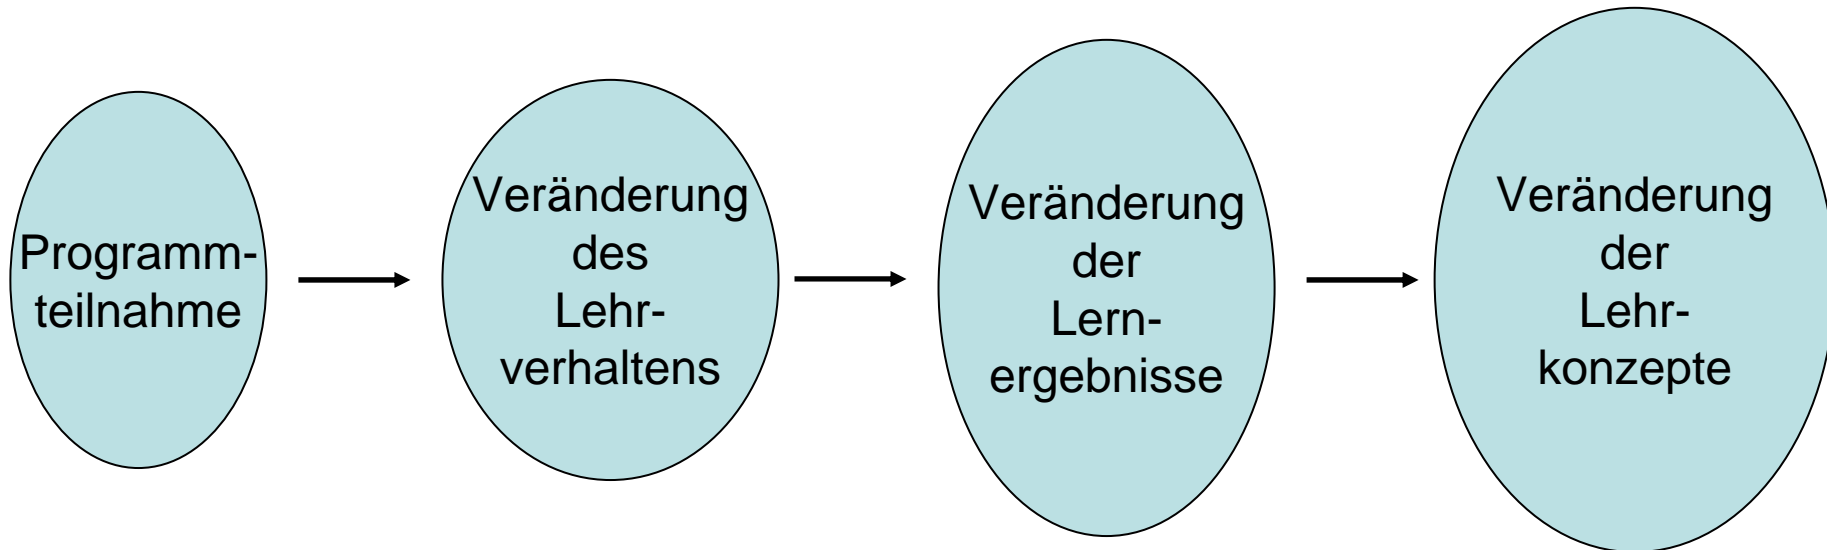 Programm-
teilnahme
Veränderung
des
Lehr-
verhaltens
Veränderung
der
Lern-
ergebnisse
Veränderung
der
Lehr-
konzepte